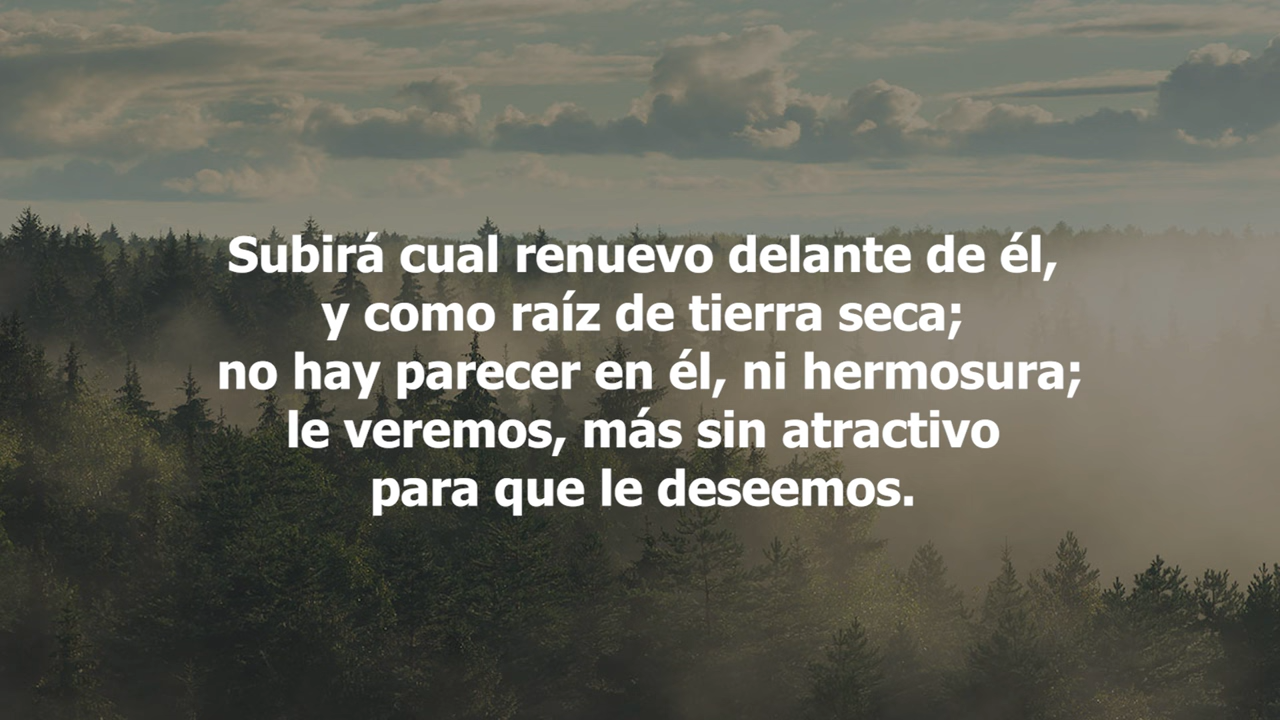 Subirá cual renuevo delante de él,
y como raíz de tierra seca;
no hay parecer en él, ni hermosura;
le veremos, más sin atractivo
para que le deseemos.